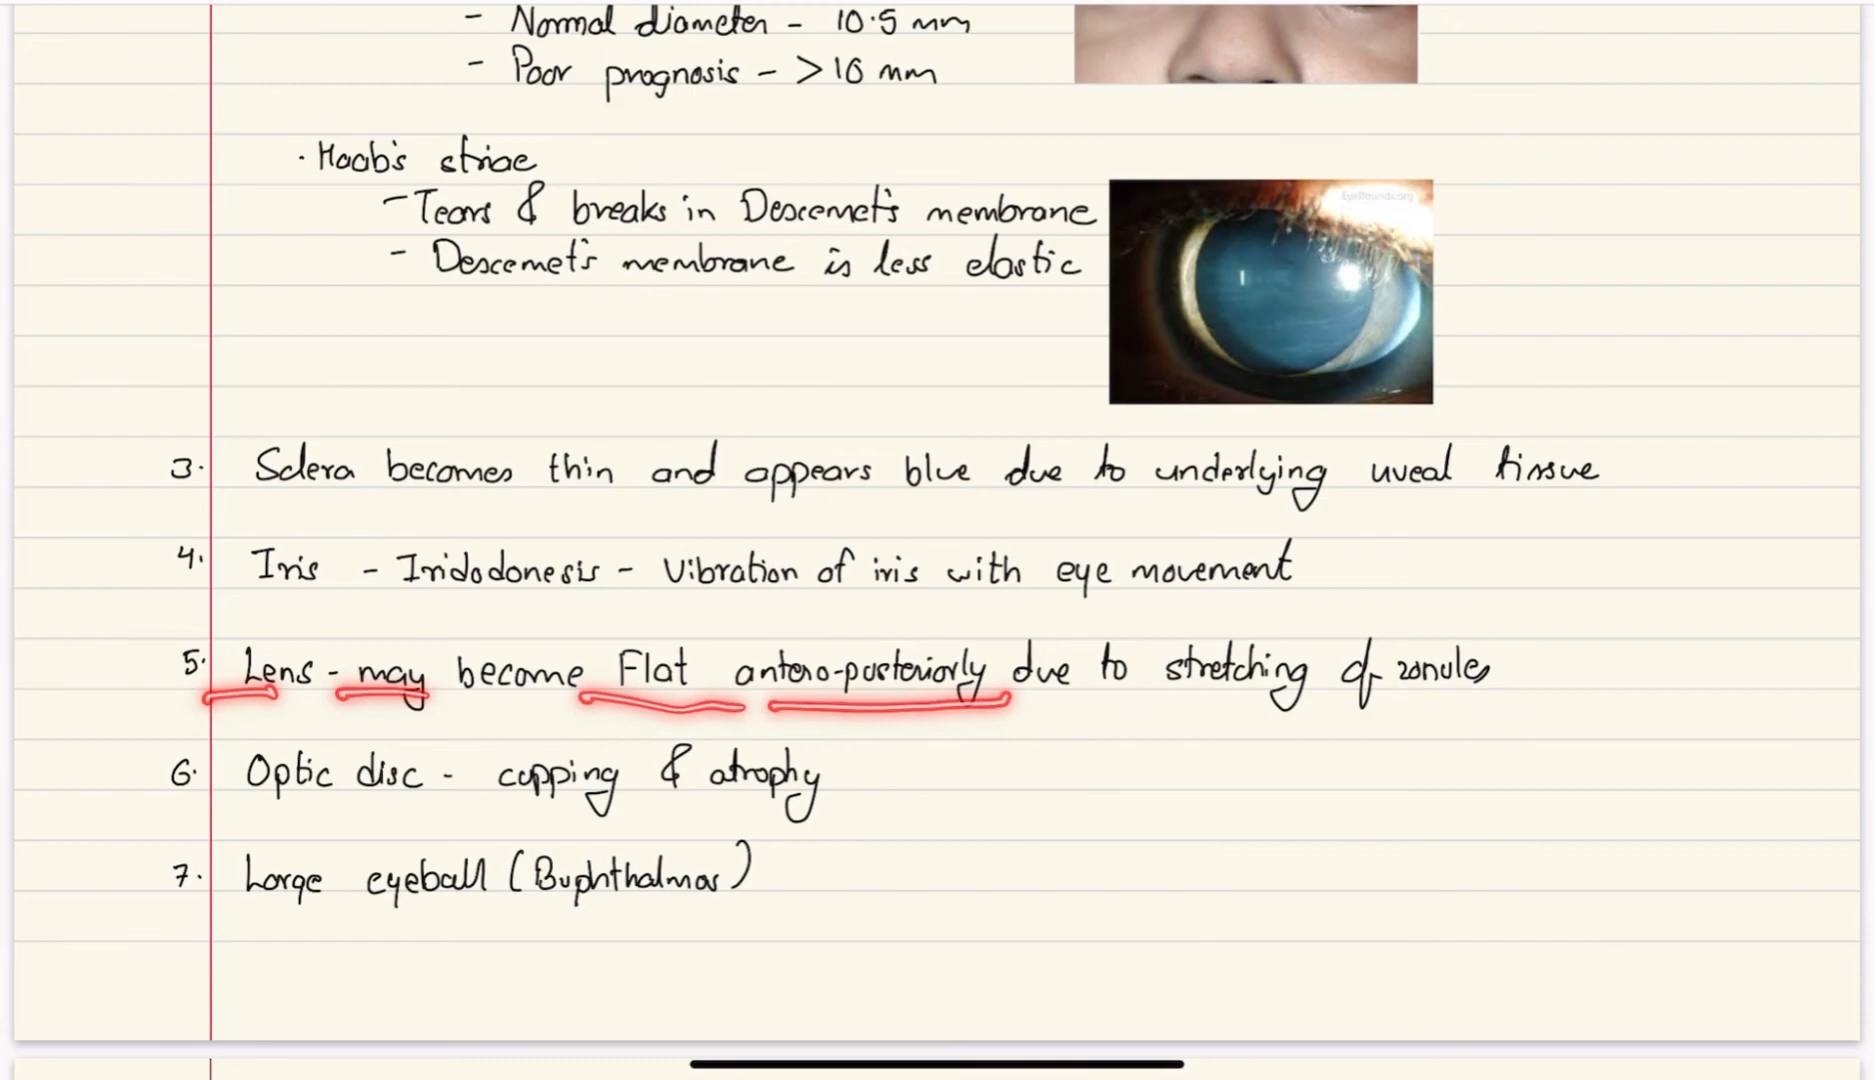 - Normal diameter - 10.5 mm
- Poor prognosis - >16 mm
· Haab's striae
- Tears & breaks in Descemet's membrane
EyeRounds.org
- Descemet's membrane is less elastic
3. Sclera becomes thin and appears blue due to underlying uveal tissue
4. Iris - Iridodonesis - Vibration of iris with eye movement
5. Lens - may become Flat antero-posteriorly due to stretching of zonules
6. Optic disc - cupping & atrophy
7. Large eyeball (Buphthalmos)